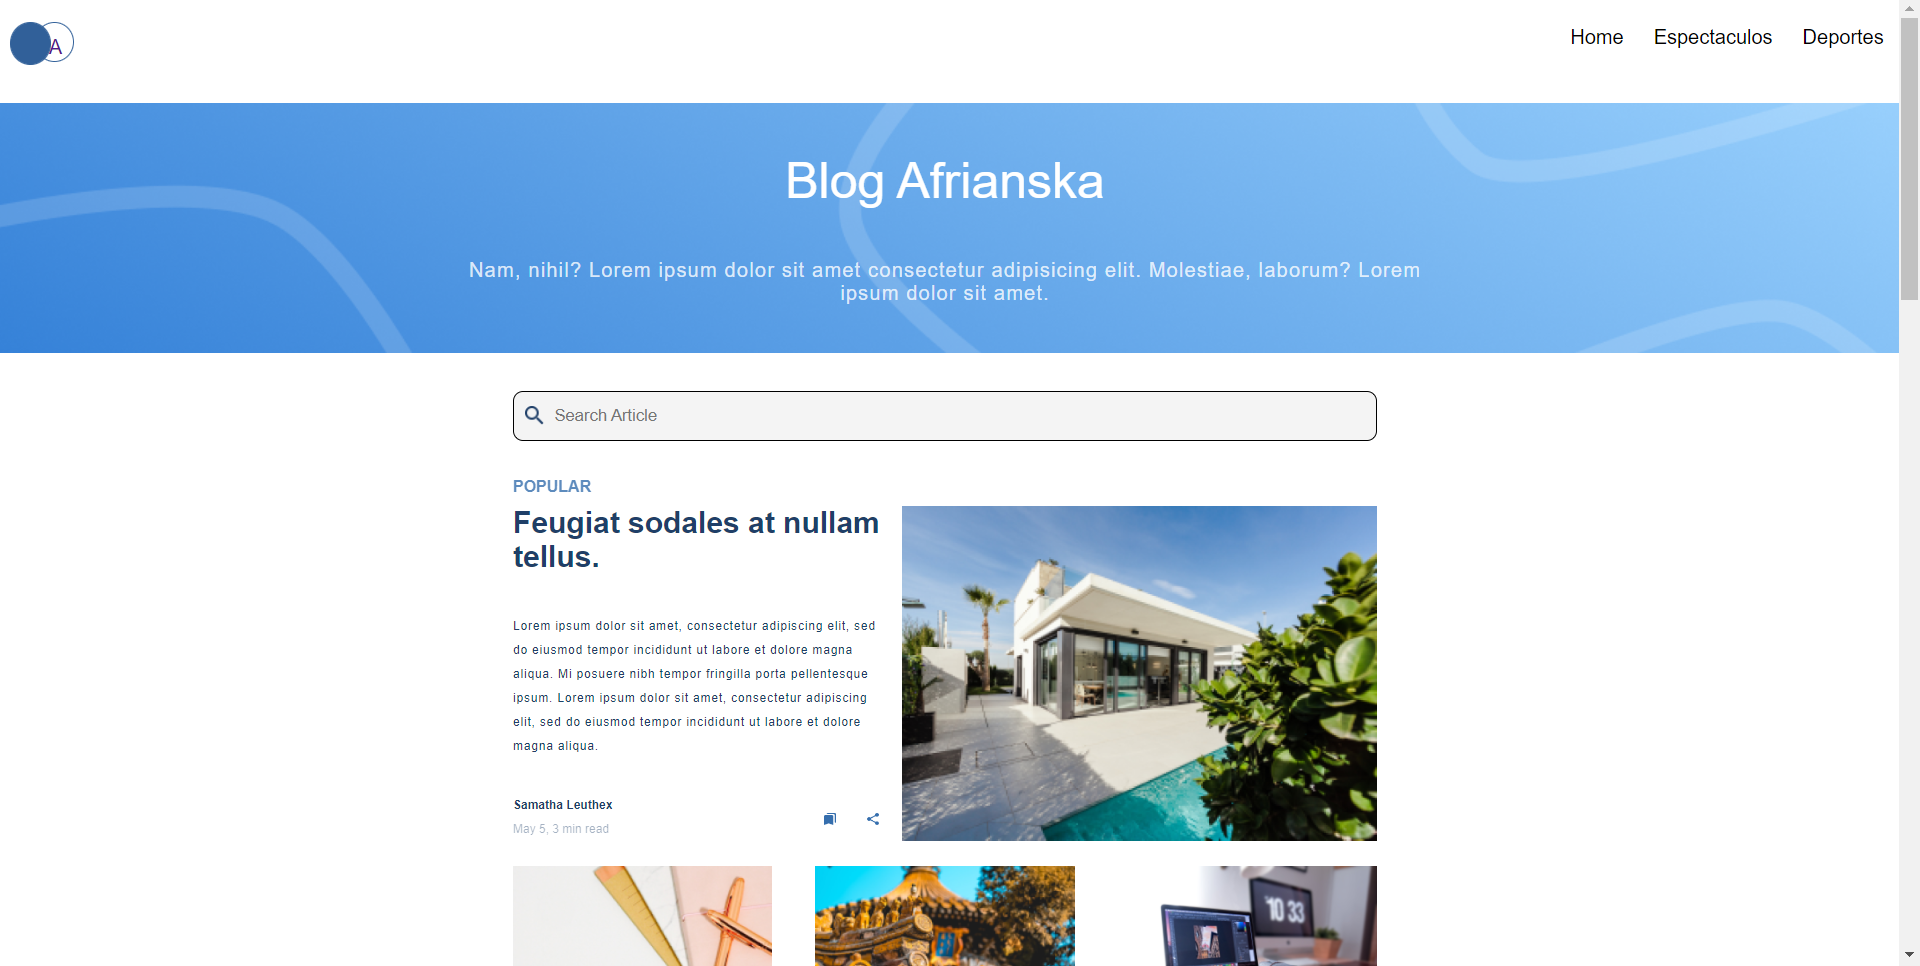 A
Home Espectaculos Deportes
Blog Afrianska
Nam, nihil? Lorem ipsum dolor sit amet consectetur adipisicing elit. Molestiae, laborum? Lorem
ipsum dolor sit amet.
Search Article
POPULAR
Feugiat sodales at nullam
tellus.
Lorem ipsum dolor sit amet, consectetur adipiscing elit, sed
do eiusmod tempor incididunt ut labore et dolore magna
aliqua. Mi posuere nibh tempor fringilla porta pellentesque
ipsum. Lorem ipsum dolor sit amet, consectetur adipiscing
elit, sed do eiusmod tempor incididunt ut labore et dolore
magna aliqua.
Samatha Leuthex
May 5, 3 min read
10 33